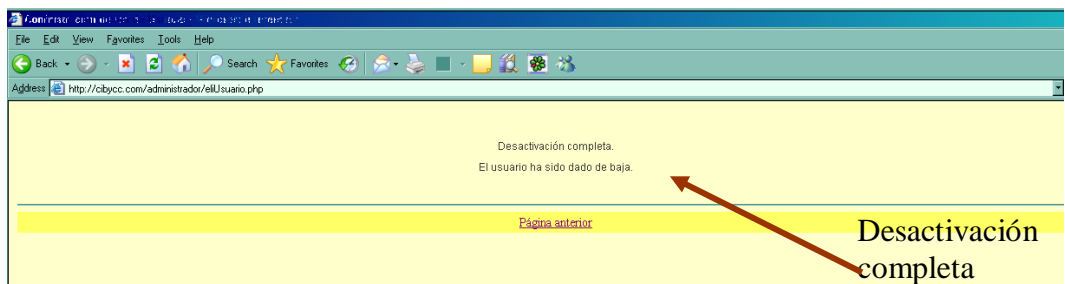 File Edit View Favorites Tools Help
Back Search Favorites
Address http://cibycc.com/administrador/eliUsuario.php
Desactivación completa.
El usuario ha sido dado de baja.
Página anterior
Desactivación
completa